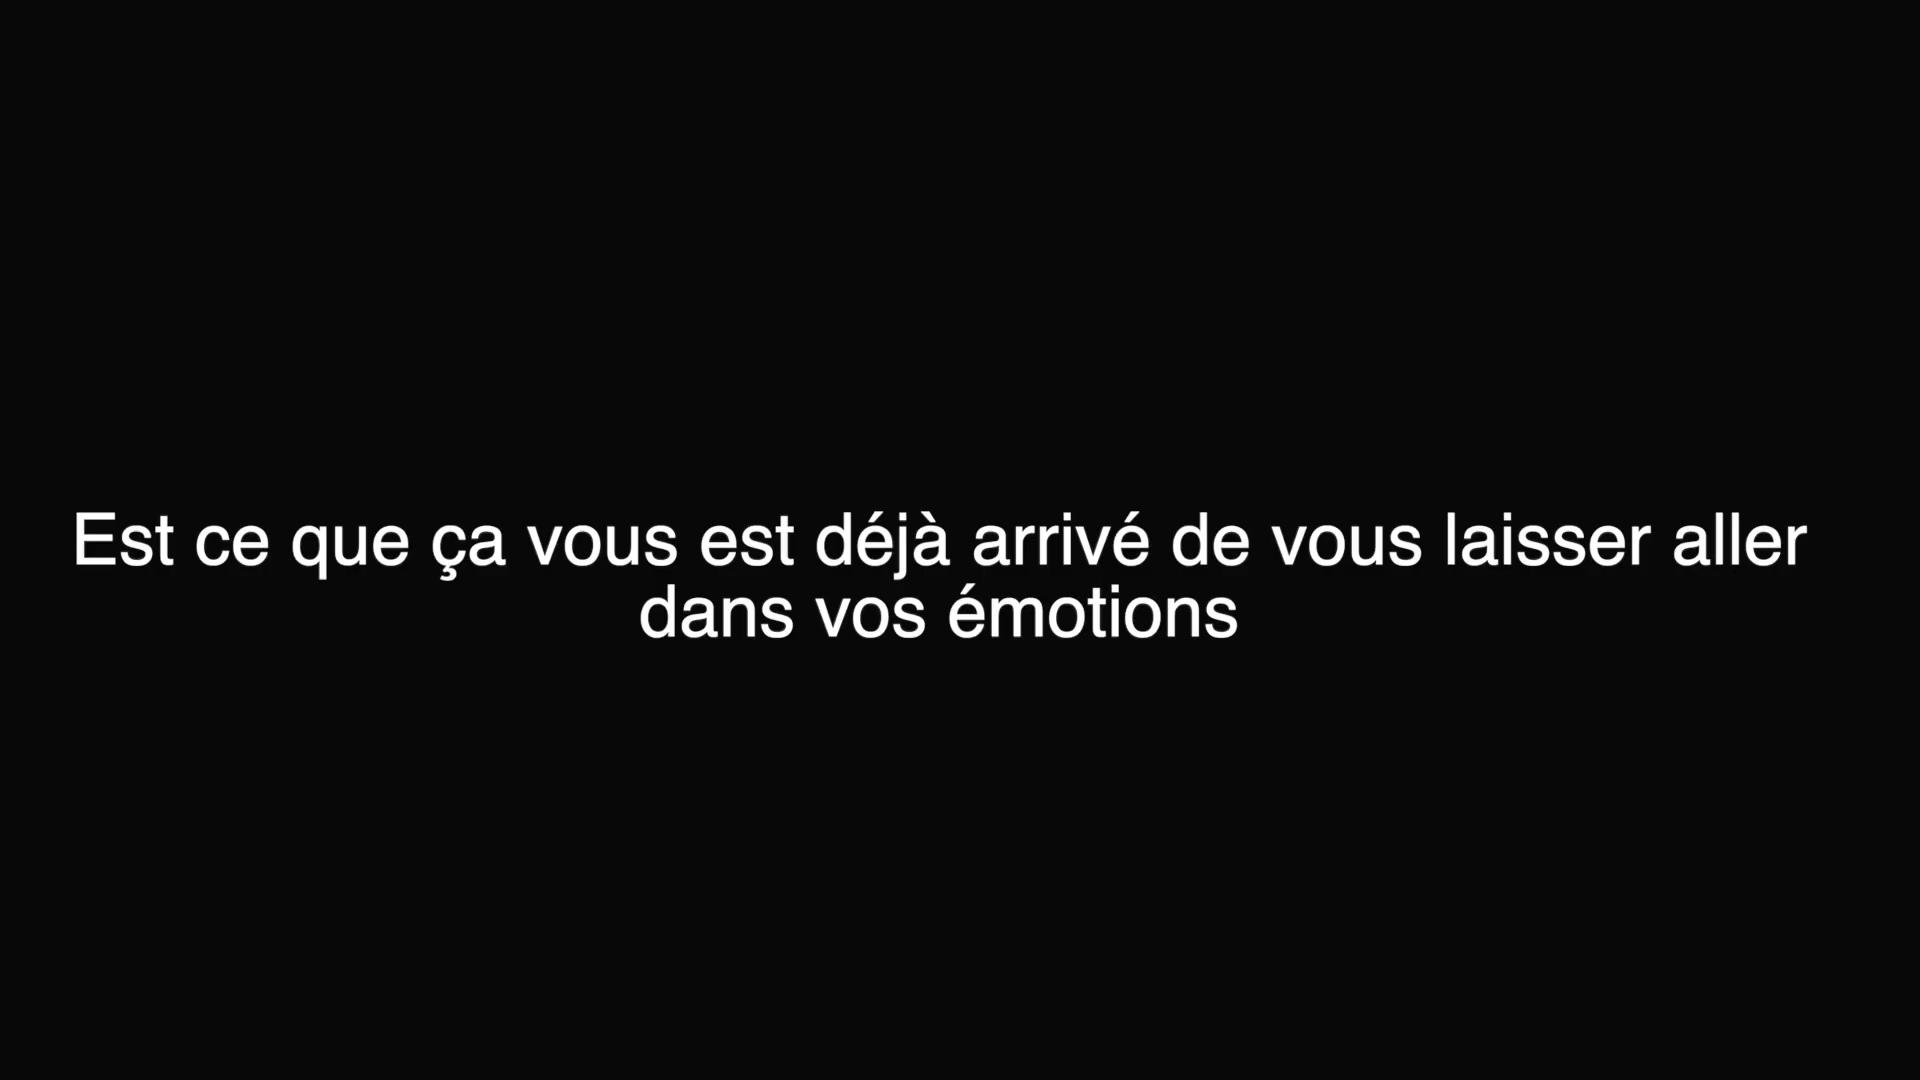 Est ce que ça vous est déjà arrivé de vous laisser aller
dans vos émotions